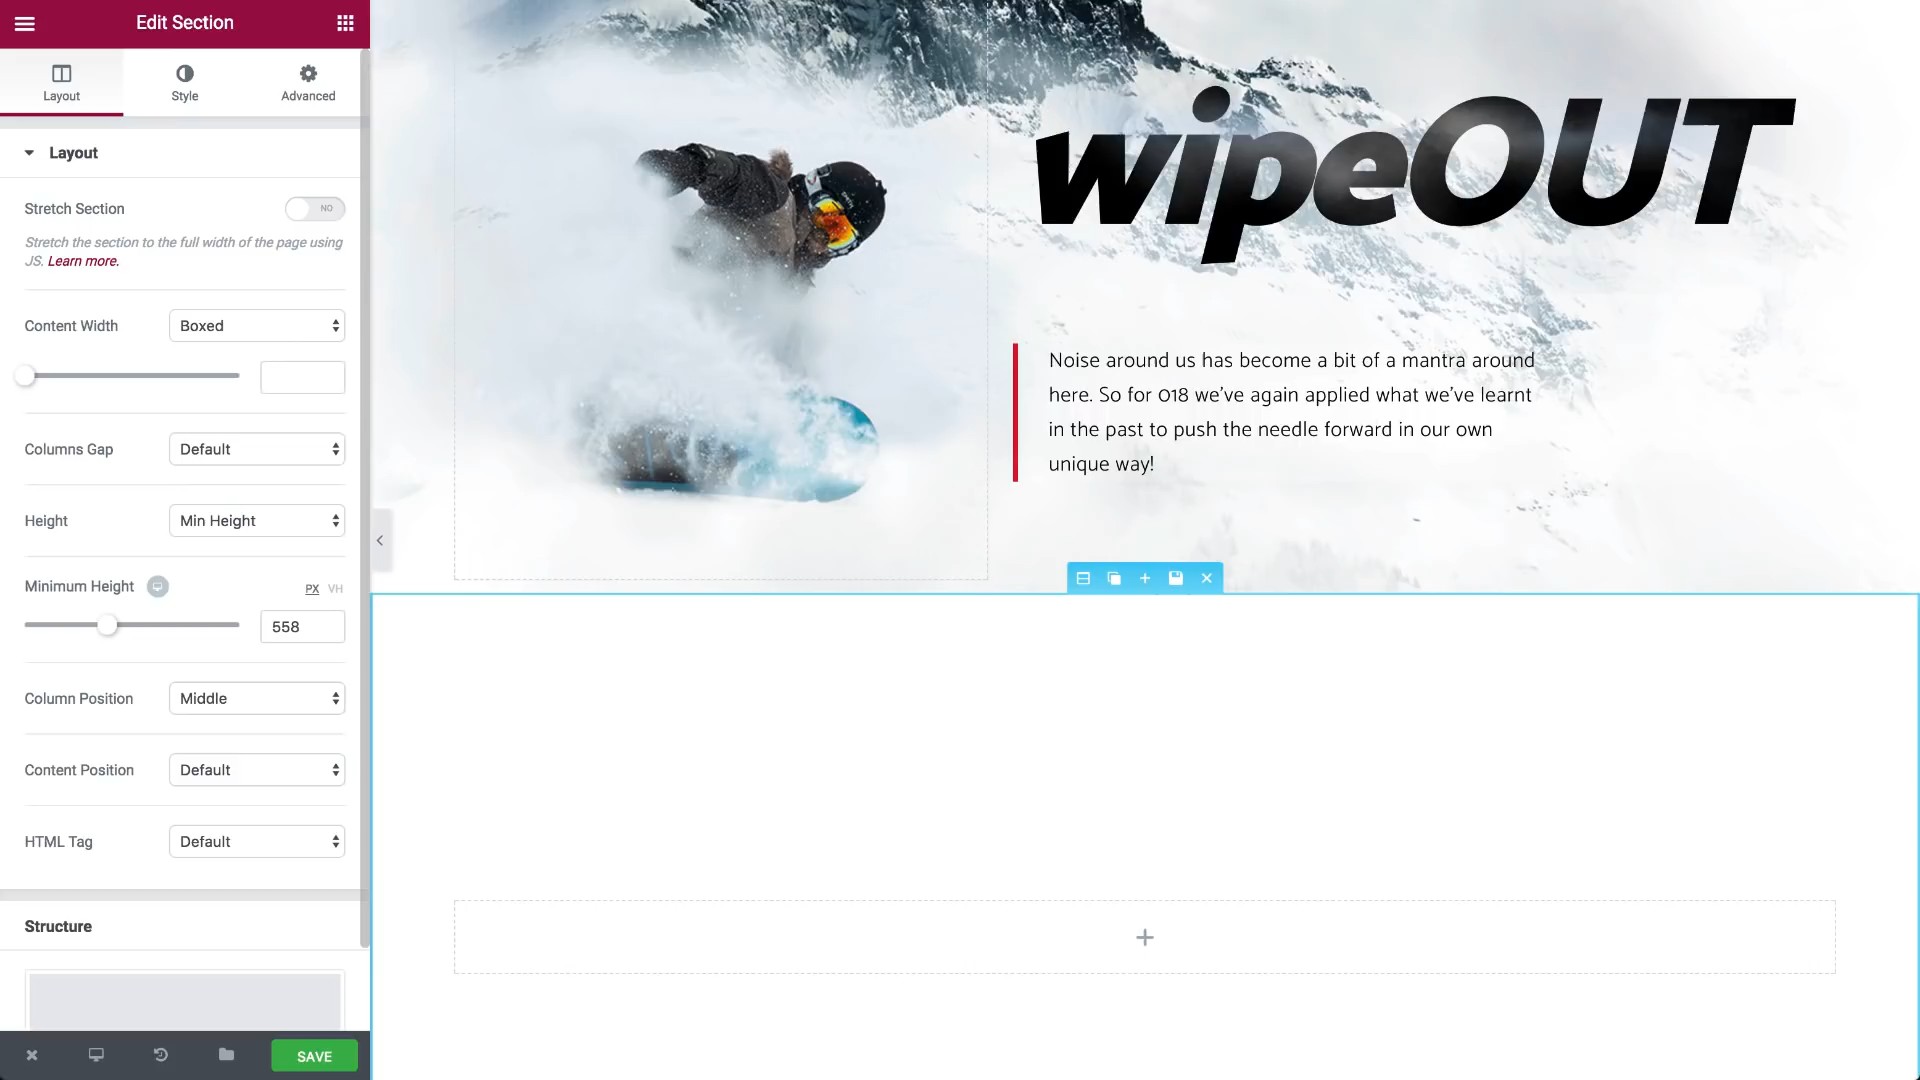 Edit Section
Layout
Style
Advanced
Layout
Stretch Section
NO
Stretch the section to the full width of the page using
JS. Learn more.
Content Width
Boxed
Columns Gap
Default
Height
Min Height
Minimum Height
PX VH
558
Column Position
Middle
Content Position
Default
HTML Tag
Default
Structure
SAVE
wipeOUT
Noise around us has become a bit of a mantra around
here. So for 018 we've again applied what we've learnt
in the past to push the needle forward in our own
unique way!